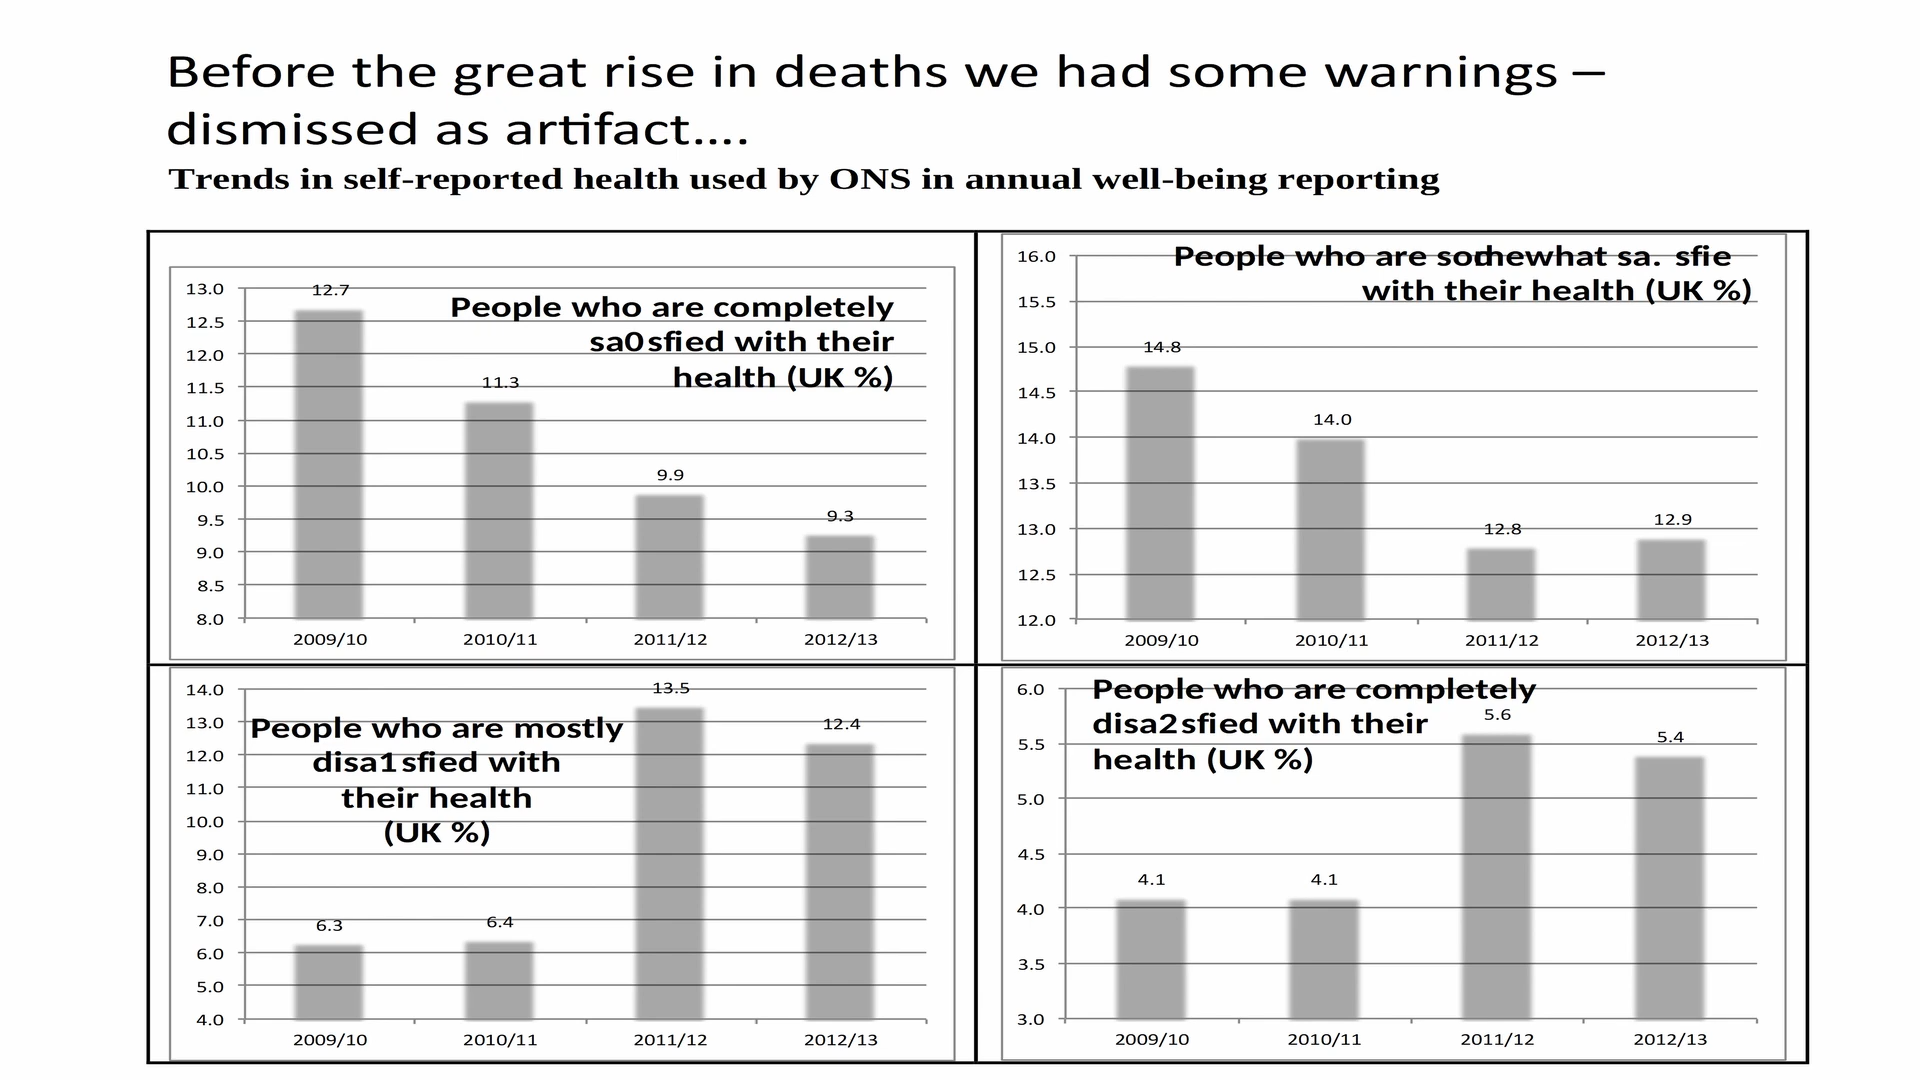 Before the great rise in deaths we had some warnings –
dismissed as artifact….
Trends in self-reported health used by ONS in annual well-being reporting
People who are completely
sa0sfied with their
health (UK %)
13.0
12.5
12.0
11.5
11.0
10.5
10.0
9.5
9.0
8.5
8.0
12.7
11.3
9.9
9.3
2009/10 2010/11 2011/12 2012/13
People who are somewhat sa. sfie
with their health (UK %)
16.0
15.5
15.0
14.5
14.0
13.5
13.0
12.5
12.0
14.8
14.0
12.8
12.9
2009/10 2010/11 2011/12 2012/13
People who are mostly
disa1sfied with
their health
(UK %)
14.0
13.0
12.0
11.0
10.0
9.0
8.0
7.0
6.0
5.0
4.0
6.3
6.4
13.5
12.4
2009/10 2010/11 2011/12 2012/13
People who are completely
disa2sfied with their
health (UK %)
6.0
5.5
5.0
4.5
4.0
3.5
3.0
4.1
4.1
5.6
5.4
2009/10 2010/11 2011/12 2012/13